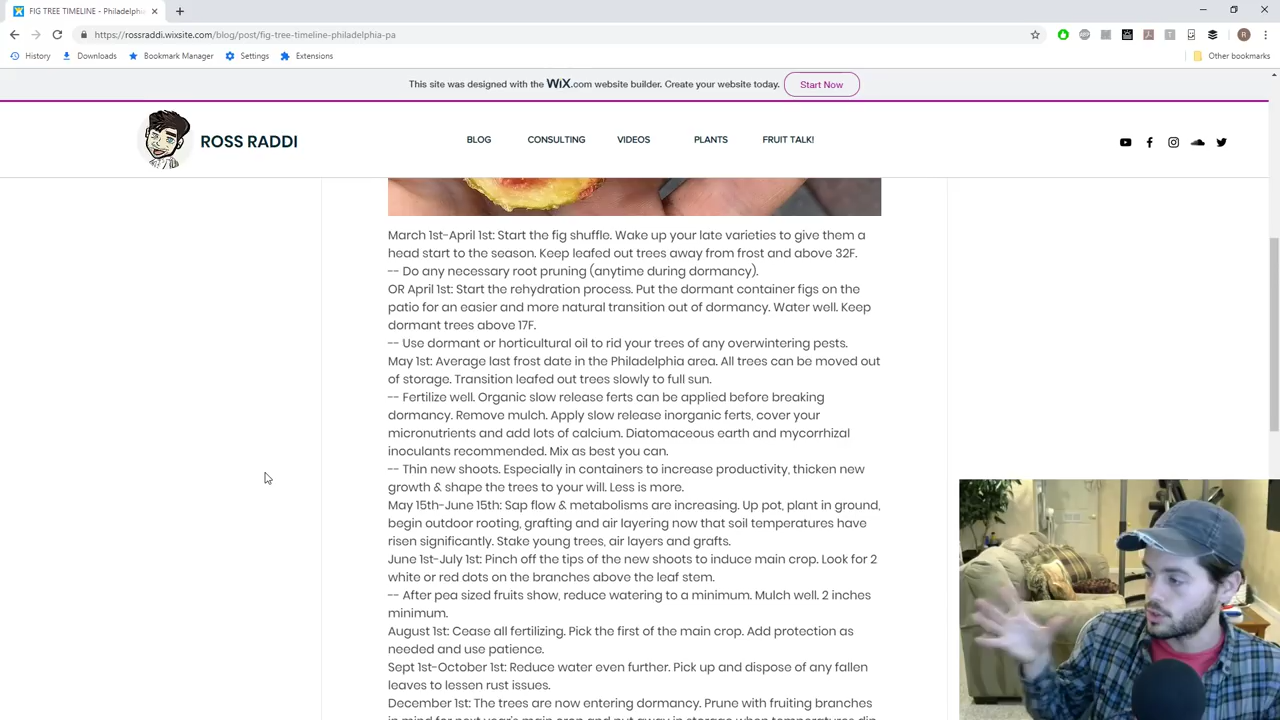 FIG TREE TIMELINE - Philadelphi
https://rossraddi.wixsite.com/blog/post/fig-tree-timeline-philadelphia-pa
History
Downloads
Bookmark Manager
Settings
Extensions
Other bookmarks
This site was designed with the WiX.com website builder. Create your website today.
Start Now
ROSS RADDI
BLOG
CONSULTING
VIDEOS
PLANTS
FRUIT TALK!
March 1st-April 1st: Start the fig shuffle. Wake up your late varieties to give them a
head start to the season. Keep leafed out trees away from frost and above 32F.
-- Do any necessary root pruning (anytime during dormancy).
OR April 1st: Start the rehydration process. Put the dormant container figs on the
patio for an easier and more natural transition out of dormancy. Water well. Keep
dormant trees above 17F.
-- Use dormant or horticultural oil to rid your trees of any overwintering pests.
May 1st: Average last frost date in the Philadelphia area. All trees can be moved out
of storage. Transition leafed out trees slowly to full sun.
-- Fertilize well. Organic slow release ferts can be applied before breaking
dormancy. Remove mulch. Apply slow release inorganic ferts, cover your
micronutrients and add lots of calcium. Diatomaceous earth and mycorrhizal
inoculants recommended. Mix as best you can.
-- Thin new shoots. Especially in containers to increase productivity, thicken new
growth & shape the trees to your will. Less is more.
May 15th-June 15th: Sap flow & metabolisms are increasing. Up pot, plant in ground,
begin outdoor rooting, grafting and air layering now that soil temperatures have
risen significantly. Stake young trees, air layers and grafts.
June 1st-July 1st: Pinch off the tips of the new shoots to induce main crop. Look for 2
white or red dots on the branches above the leaf stem.
-- After pea sized fruits show, reduce watering to a minimum. Mulch well. 2 inches
minimum.
August 1st: Cease all fertilizing. Pick the first of the main crop. Add protection as
needed and use patience.
Sept 1st-October 1st: Reduce water even further. Pick up and dispose of any fallen
leaves to lessen rust issues.
December 1st: The trees are now entering dormancy. Prune with fruiting branches
in mind for next year's main crop and put away in storage when temperatures dip